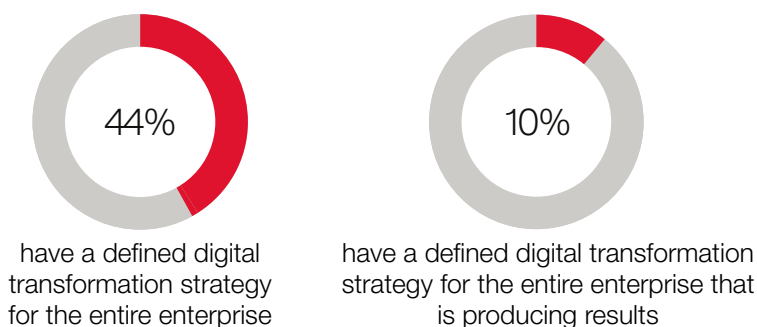 44%
have a defined digital
transformation strategy
for the entire enterprise
10%
have a defined digital transformation
strategy for the entire enterprise that
is producing results